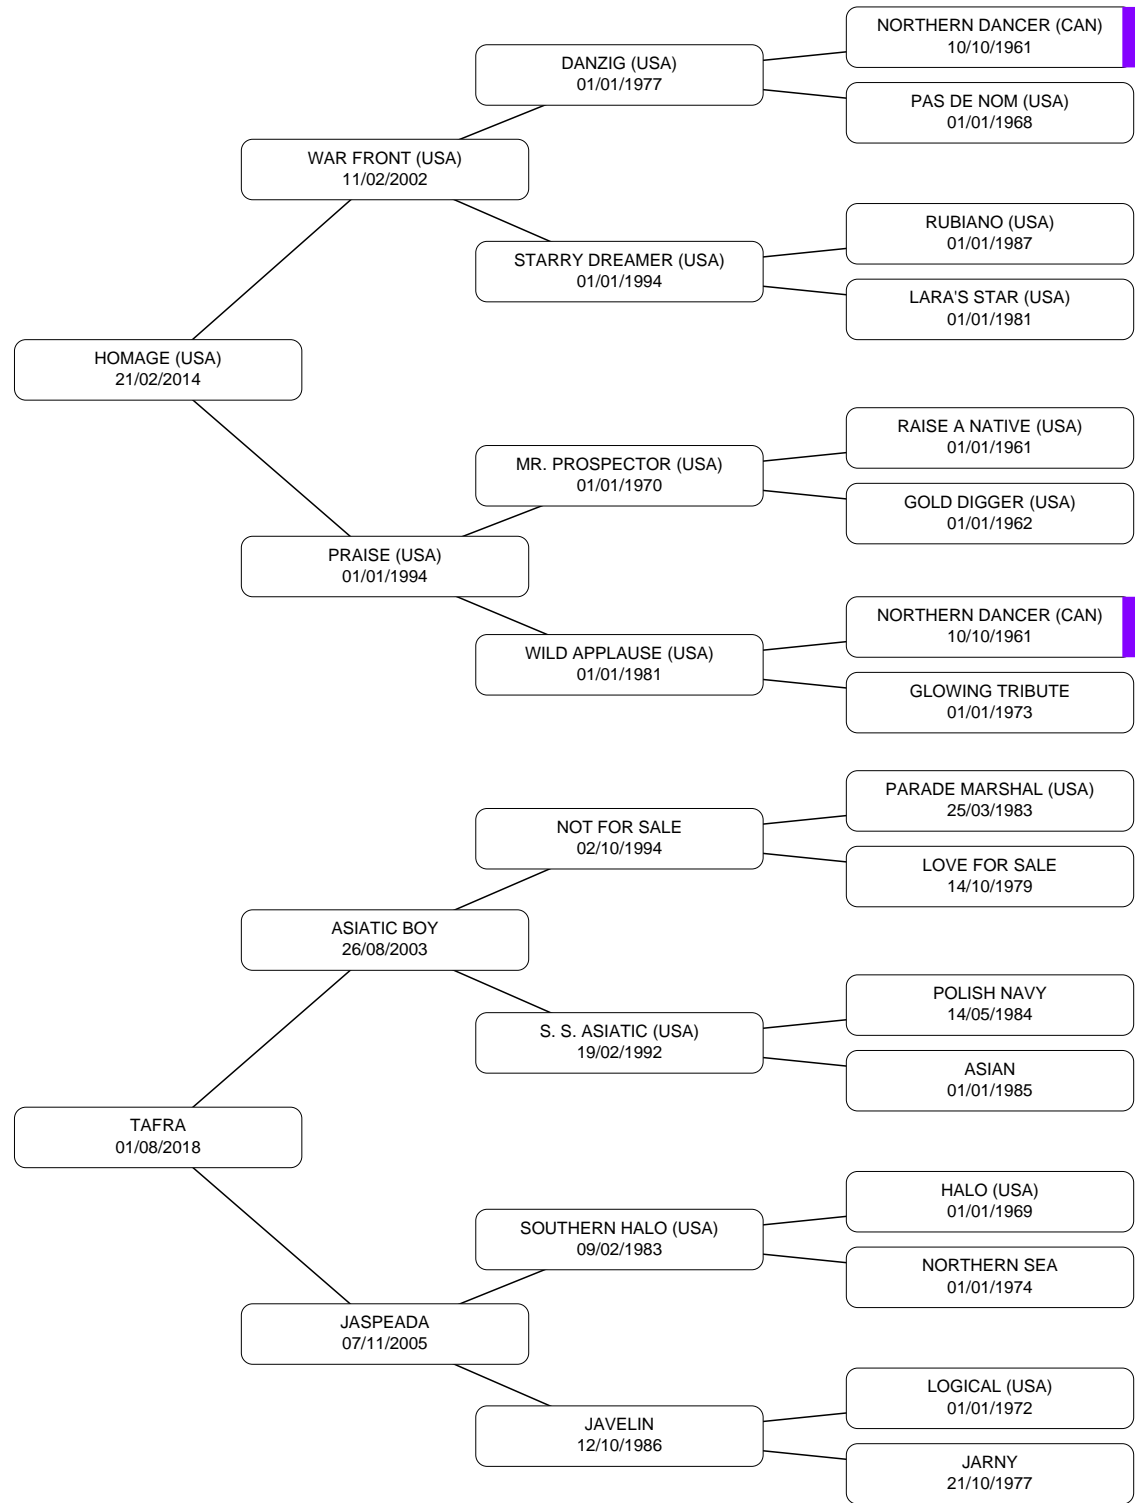 NORTHERN DANCER (CAN)
10/10/1961
DANZIG (USA)
01/01/1977
PAS DE NOM (USA)
01/01/1968
WAR FRONT (USA)
11/02/2002
RUBIANO (USA)
01/01/1987
STARRY DREAMER (USA)
01/01/1994
LARA'S STAR (USA)
01/01/1981
HOMAGE (USA)
21/02/2014
RAISE A NATIVE (USA)
01/01/1961
MR. PROSPECTOR (USA)
01/01/1970
GOLD DIGGER (USA)
01/01/1962
PRAISE (USA)
01/01/1994
NORTHERN DANCER (CAN)
10/10/1961
WILD APPLAUSE (USA)
01/01/1981
GLOWING TRIBUTE
01/01/1973
PARADE MARSHAL (USA)
25/03/1983
NOT FOR SALE
02/10/1994
LOVE FOR SALE
14/10/1979
ASIATIC BOY
26/08/2003
POLISH NAVY
14/05/1984
S. S. ASIATIC (USA)
19/02/1992
ASIAN
01/01/1985
TAFRA
01/08/2018
HALO (USA)
01/01/1969
SOUTHERN HALO (USA)
09/02/1983
NORTHERN SEA
01/01/1974
JASPEADA
07/11/2005
LOGICAL (USA)
01/01/1972
JAVELIN
12/10/1986
JARNY
21/10/1977